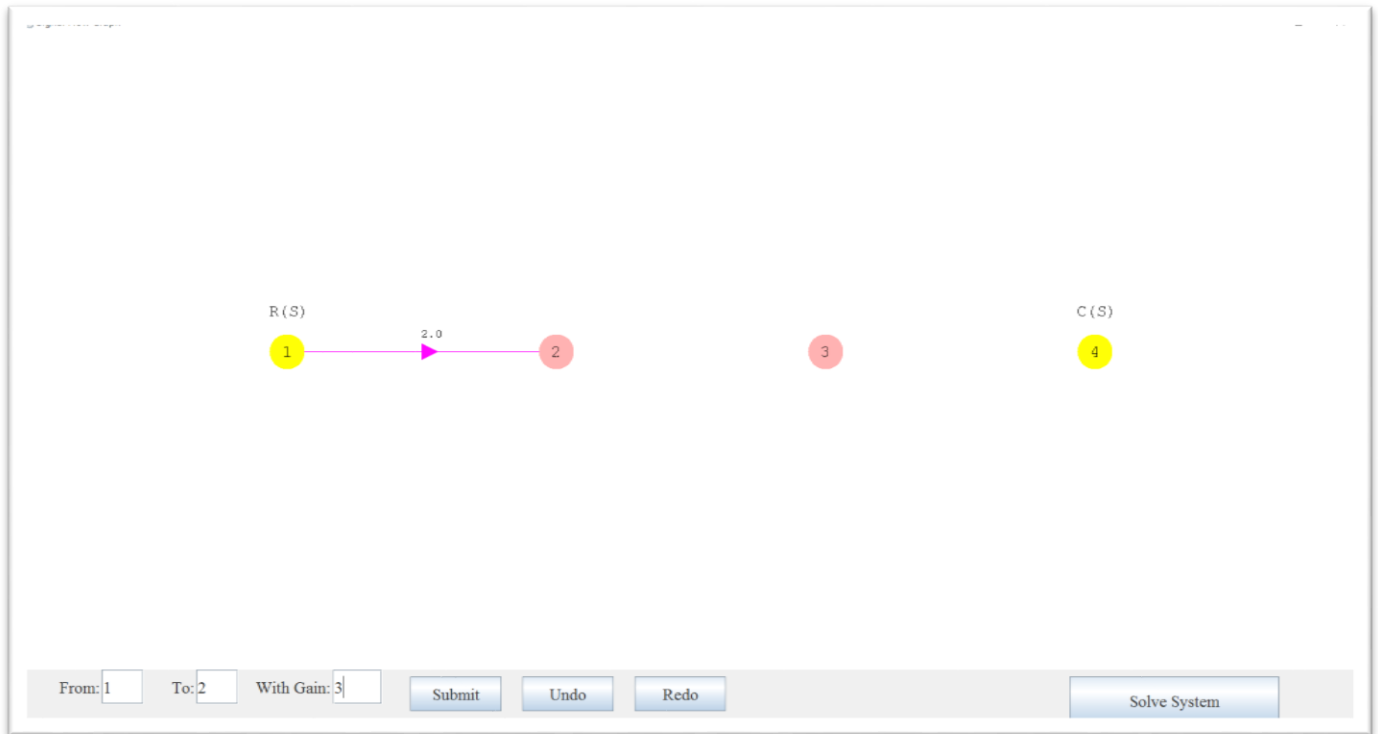 R(S) C(S)
2.0
1 2 3 4
From: 1 To: 2 With Gain: 3 Submit Undo Redo Solve System